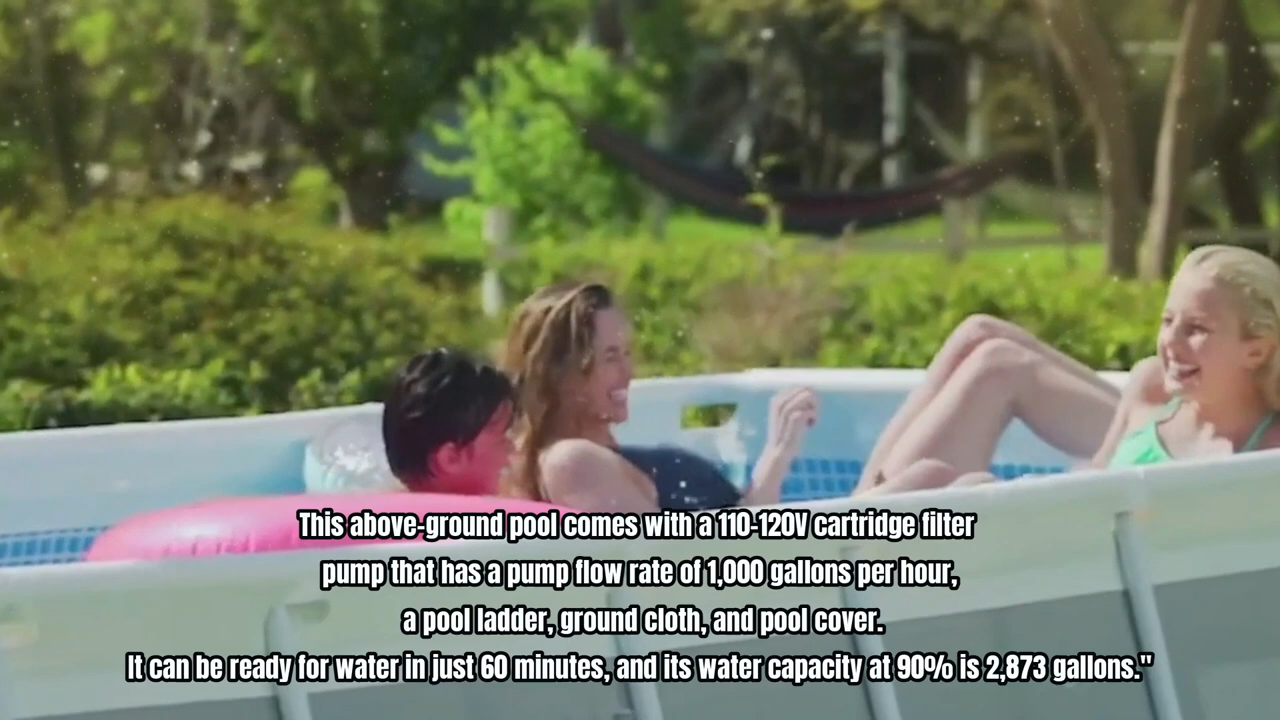 This above-ground pool comes with a 110-120V cartridge filter
pump that has a pump flow rate of 1,000 gallons per hour,
a pool ladder, ground cloth, and pool cover.
It can be ready for water in just 60 minutes, and its water capacity at 90% is 2,873 gallons."